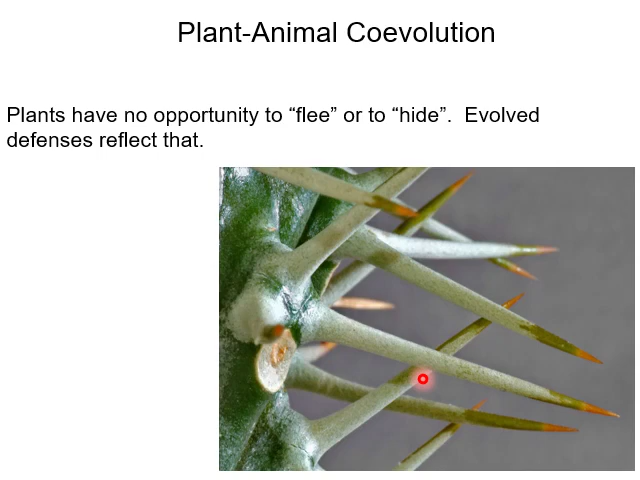 Plant-Animal Coevolution
Plants have no opportunity to “flee” or to “hide”.  Evolved
defenses reflect that.